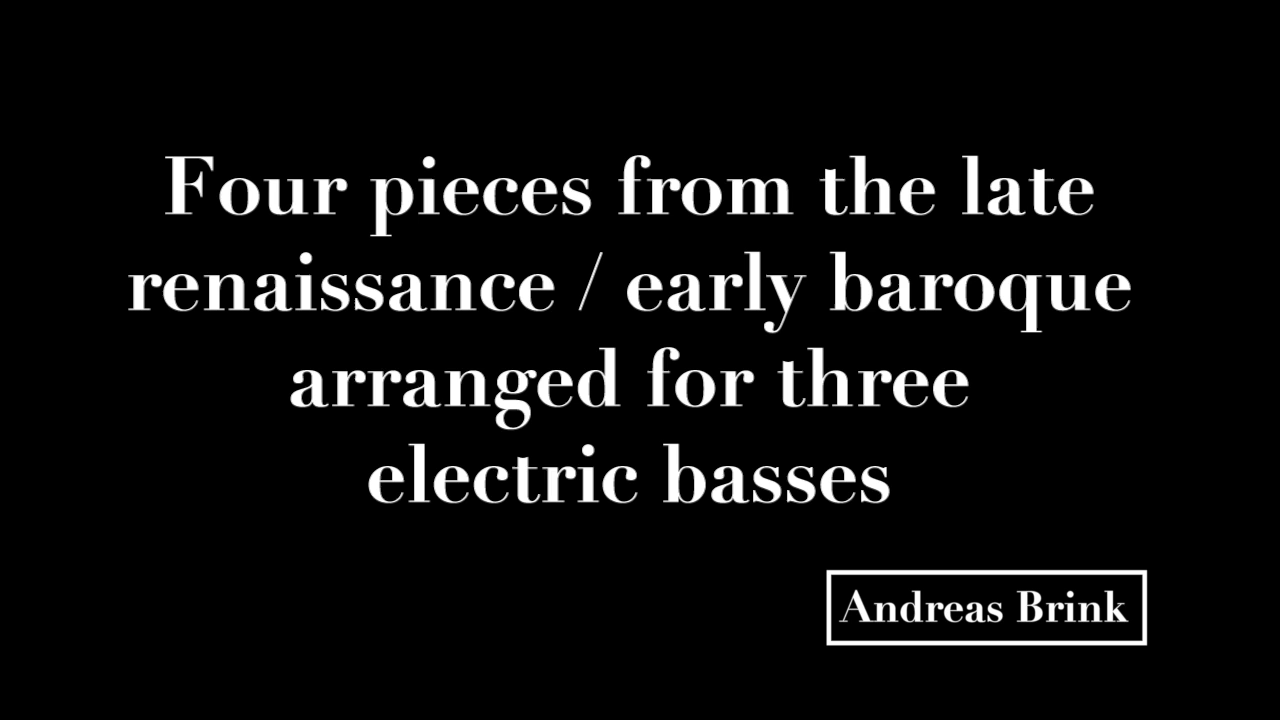 Four pieces from the late
renaissance / early baroque
arranged for three
electric basses
Andreas Brink